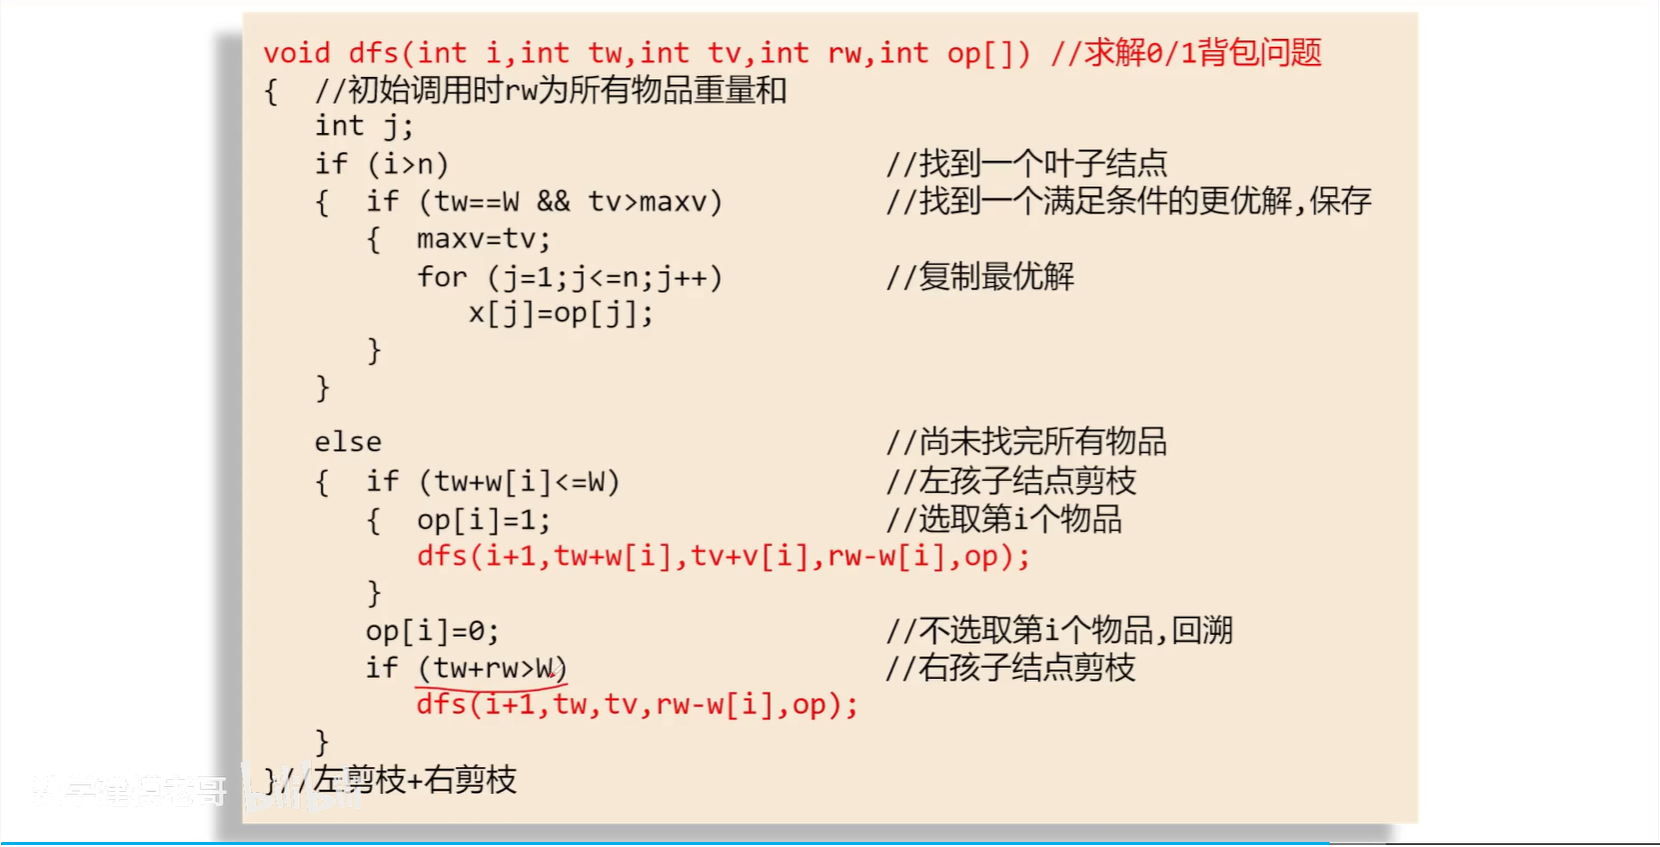 void dfs(int i,int tw,int tv,int rw,int op[]) //求解0/1背包问题
{ //初始调用时rw为所有物品重量和
int j;
if (i>n) //找到一个叶子结点
{ if (tw==W && tv>maxv) //找到一个满足条件的更优解,保存
{ maxv=tv;
for (j=1;j<=n;j++) //复制最优解
x[j]=op[j];
}
}
else //尚未找完所有物品
{ if (tw+w[i]<=W) //左孩子结点剪枝
{ op[i]=1; //选取第i个物品
dfs(i+1,tw+w[i],tv+v[i],rw-w[i],op);
}
op[i]=0; //不选取第i个物品,回溯
if (tw+rw>W) //右孩子结点剪枝
dfs(i+1,tw,tv,rw-w[i],op);
}
}//左剪枝+右剪枝